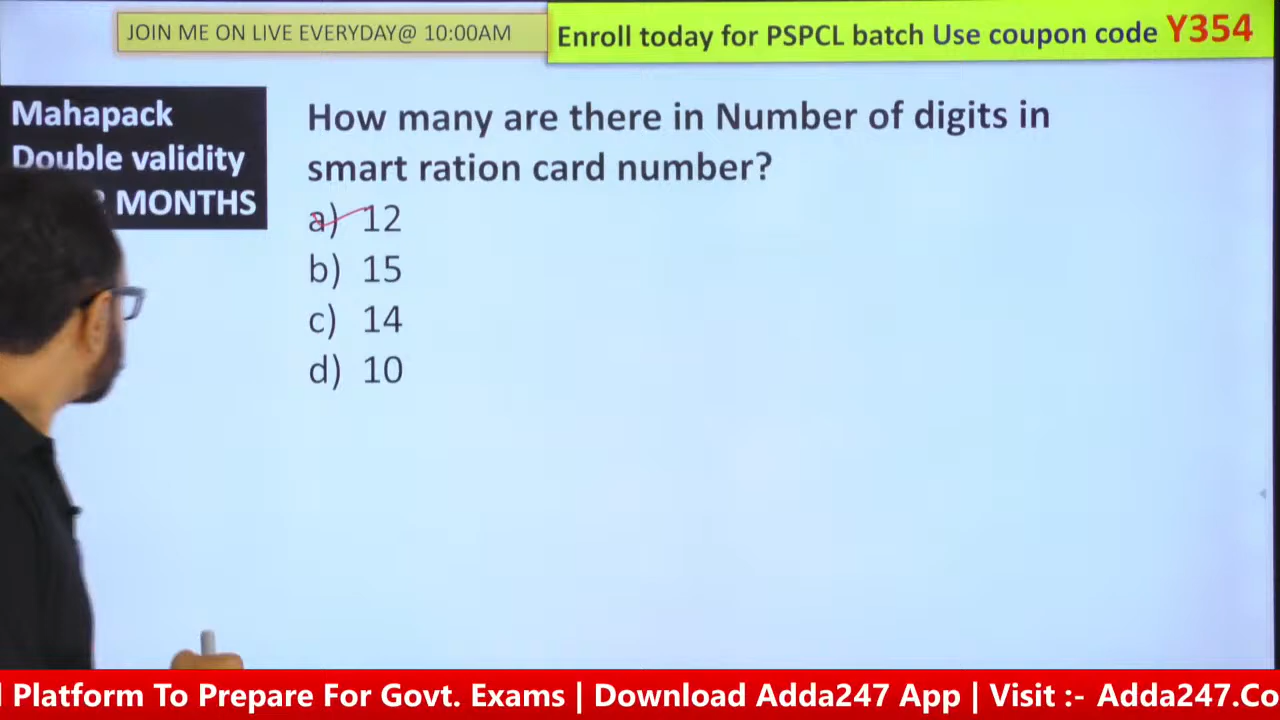 JOIN ME ON LIVE EVERYDAY@ 10:00AM
Enroll today for PSPCL batch Use coupon code Y354
Mahapack
Double validity
MONTHS
How many are there in Number of digits in
smart ration card number?
a) 12
b) 15
c) 14
d) 10
Platform To Prepare For Govt. Exams | Download Adda247 App | Visit :- Adda247.Co